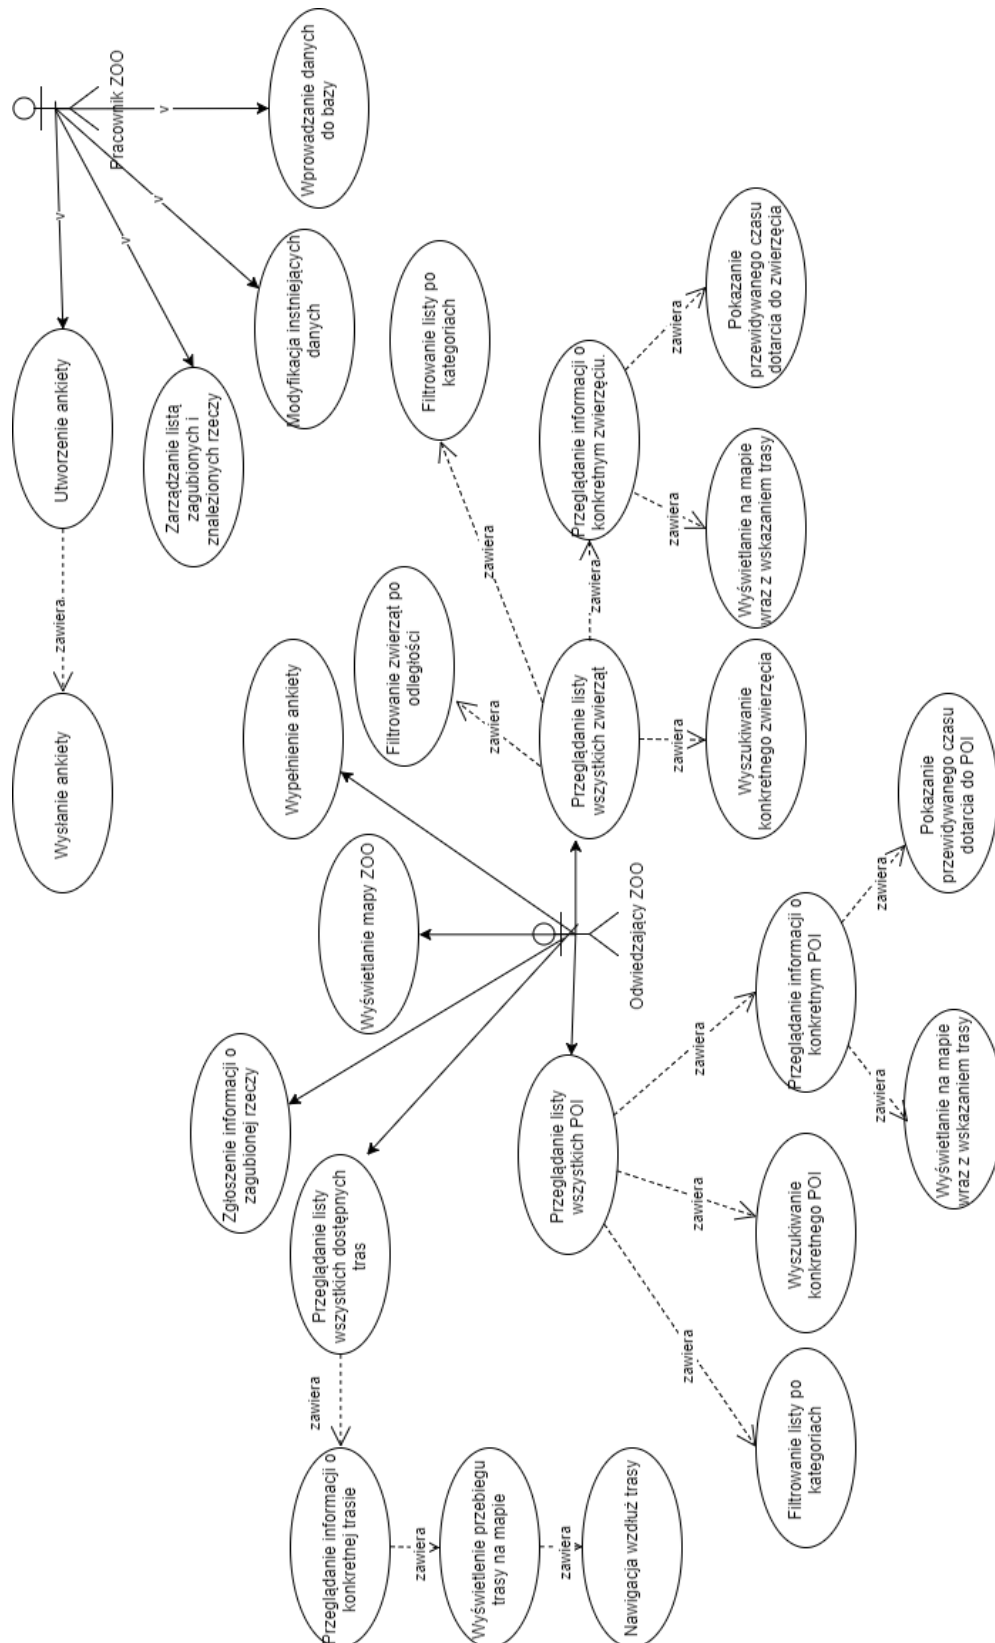 Wysłanie ankiety
zawiera
Utworzenie ankiety
v
Pracownik ZOO
Zarządzanie listą
zagubionych i
znalezionych rzeczy
v
Modyfikacja instniejących
danych
v
Wprowadzanie danych
do bazy
v
Zgłoszenie informacji o
zagubionej rzeczy
Wyświetlanie mapy ZOO
Wypełnienie ankiety
Przeglądanie listy
wszystkich dostępnych
tras
zawiera
Przeglądanie informacji o
konkretnej trasie
zawiera
Wyświetlenie przebiegu
trasy na mapie
zawiera
Nawigacja wzdłuż trasy
Filtrowanie zwierząt po
odległości
zawiera
Filtrowanie listy po
kategoriach
zawiera
Odwiedzający ZOO
Przeglądanie listy
wszystkich POI
Przeglądanie listy
wszystkich zwierząt
zawiera
Przeglądanie informacji o
konkretnym zwierzęciu.
zawiera
zawiera
zawiera
zawiera
zawiera
zawiera
Filtrowanie listy po
kategoriach
Wyszukiwanie
konkretnego POI
Przeglądanie informacji o
konkretnym POI
Wyszukiwanie
konkretnego zwierzęcia
Wyświetlanie na mapie
wraz z wskazaniem trasy
Pokazanie
przewidywanego czasu
dotarcia do zwierzęcia
zawiera
zawiera
Wyświetlanie na mapie
wraz z wskazaniem trasy
Pokazanie
przewidywanego czasu
dotarcia do POI